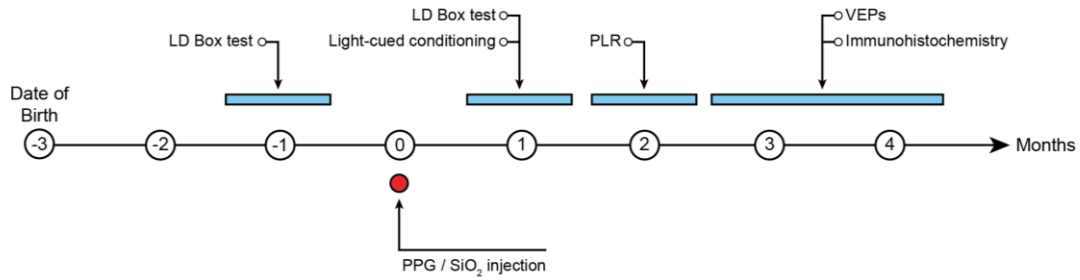 LD Box test
Light-cued conditioning
LD Box test
PLR
VEPs
Immunohistochemistry
Date of
Birth
-3
-2
-1
0
1
2
3
4
Months
PPG / SiO₂ injection